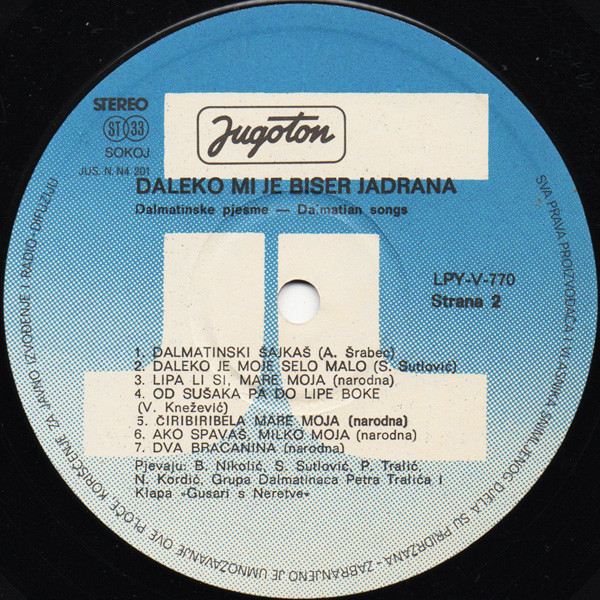 STEREO
ST 33
SOKOJ
JUS. N. N4 201
Jugoton
DALEKO MI JE BISER JADRANA
Dalmatinske pjesme — Dalmatian songs
LPY-V-770
Strana 2
1. DALMATINSKI ŠAJKAŠ (A. Šrabec)
2. DALEKO JE MOJE SELO MALO (S. Sutlović)
3. LIPA LI SI, MARE MOJA (narodna)
4. OD SUŠAKA PA DO LIPE BOKE
(V. Knežević)
5. ĆIRIBIRIBELA MARE MOJA (narodna)
6. AKO SPAVAŠ, MILKO MOJA (narodna)
7. DVA BRACANINA (narodna)
Pjevaju: B. Nikolić, S. Sutlović, P. Tralić,
N. Kordić, Grupa Dalmatinaca Petra Tralića i
Klapa »Gusari s Neretve«
SVA PRAVA PROIZVOĐAČA I VLASNIKA SNIMLJENOG DJELA SU PRIDRŽANA - ZABRANJENO JE UMNOŽAVANJE OVE PLOČE, KORIŠĆENJE ZA JAVNO IZVOĐENJE I RADIO-DIFUZIJU